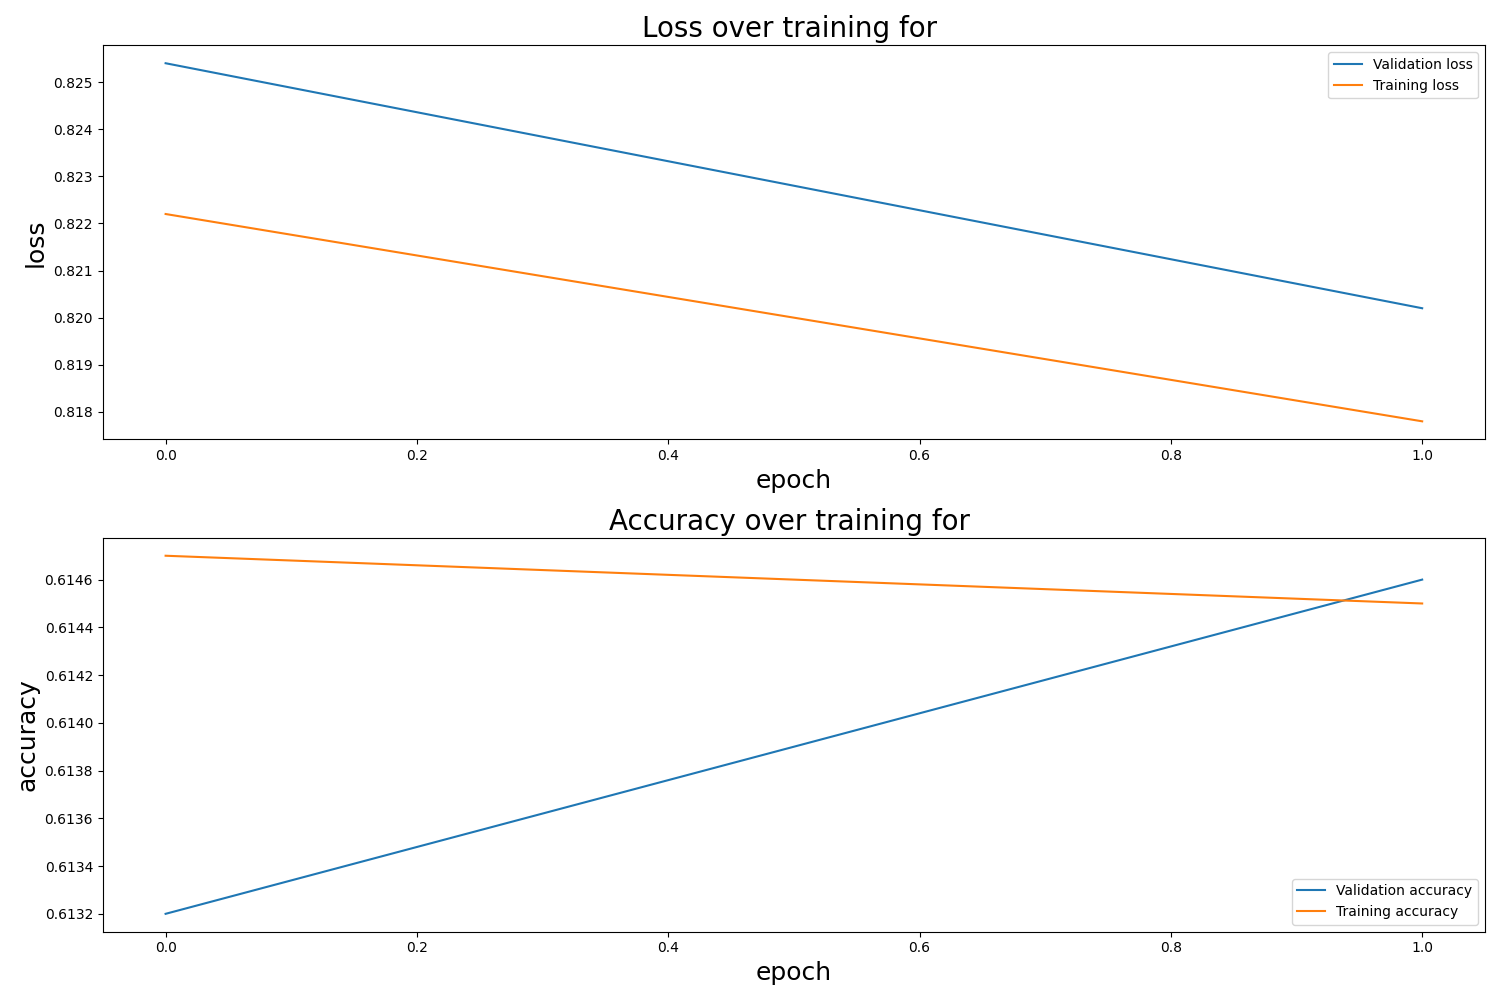 Loss over training for
0.825
0.824
0.823
0.822
0.821
0.820
0.819
0.818
loss
Validation loss
Training loss
0.0 0.2 0.4 0.6 0.8 1.0
epoch
Accuracy over training for
0.6146
0.6144
0.6142
0.6140
0.6138
0.6136
0.6134
0.6132
accuracy
Validation accuracy
Training accuracy
0.0 0.2 0.4 0.6 0.8 1.0
epoch